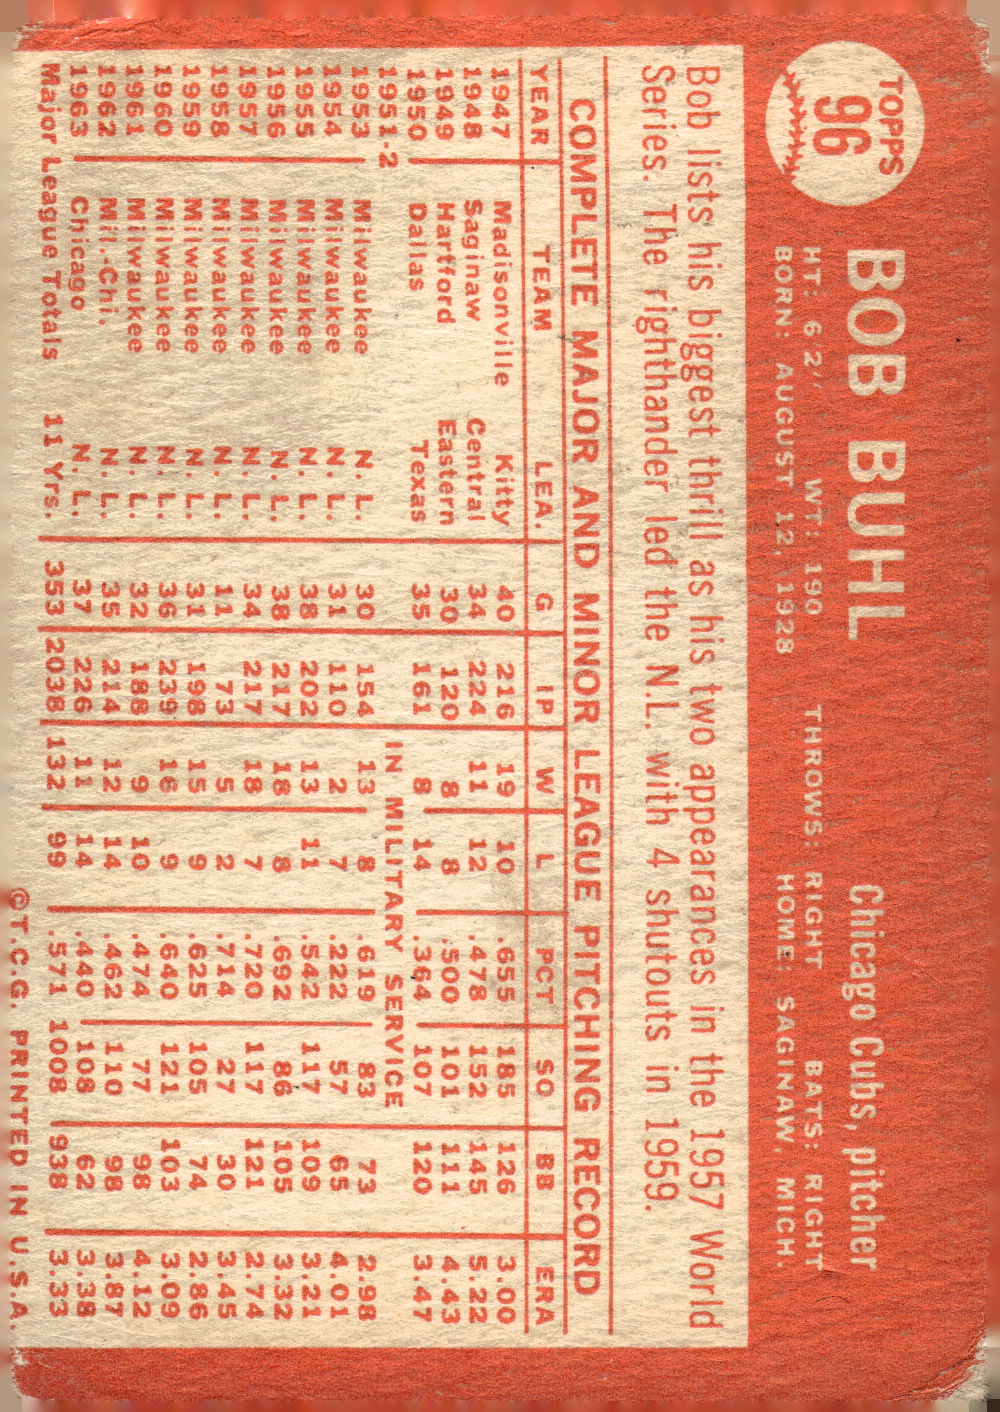 TOPPS
96
BOB BUHL
Chicago Cubs, pitcher
HT: 6'2" WT: 190 THROWS: RIGHT BATS: RIGHT
BORN: AUGUST 12, 1928 HOME: SAGINAW, MICH.
Bob lists his biggest thrill as his two appearances in the 1957 World
Series. The righthander led the N.L. with 4 shutouts in 1959.
COMPLETE MAJOR AND MINOR LEAGUE PITCHING RECORD
YEAR TEAM LEA. G IP W L PCT SO BB ERA
1947 Madisonville Kitty 40 216 19 10 .655 185 126 3.00
1948 Saginaw Central 34 224 11 12 .478 152 145 5.22
1949 Hartford Eastern 30 120 8 8 .500 101 111 4.43
1950 Dallas Texas 35 161 8 14 .364 107 120 3.47
1951-2 IN MILITARY SERVICE
1953 Milwaukee N. L. 30 154 13 8 .619 83 73 2.98
1954 Milwaukee N. L. 31 110 2 7 .222 57 65 4.01
1955 Milwaukee N. L. 38 202 13 11 .542 117 109 3.21
1956 Milwaukee N. L. 38 217 18 8 .692 86 105 3.32
1957 Milwaukee N. L. 34 217 18 7 .720 117 121 2.74
1958 Milwaukee N. L. 11 73 5 2 .714 27 30 3.45
1959 Milwaukee N. L. 31 198 15 9 .625 105 74 2.86
1960 Milwaukee N. L. 36 239 16 9 .640 121 103 3.09
1961 Milwaukee N. L. 32 188 9 10 .474 77 98 4.12
1962 Mil.-Chi. N. L. 35 214 12 14 .462 110 98 3.87
1963 Chicago N. L. 37 226 11 14 .440 108 62 3.38
Major League Totals 11 Yrs. 353 2038 132 99 .571 1008 938 3.33
©T.C.G. PRINTED IN U.S.A.